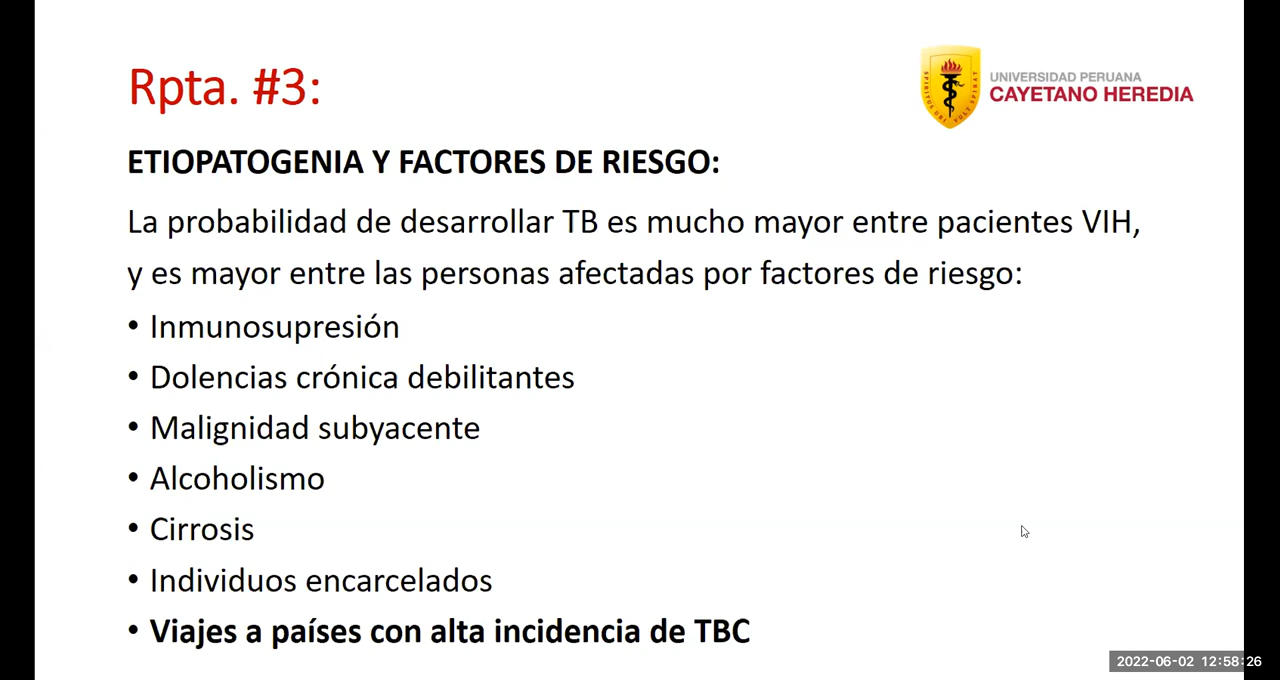 Rpta. #3:
UNIVERSIDAD PERUANA
CAYETANO HEREDIA
ETIOPATOGENIA Y FACTORES DE RIESGO:
La probabilidad de desarrollar TB es mucho mayor entre pacientes VIH,
y es mayor entre las personas afectadas por factores de riesgo:
• Inmunosupresión
• Dolencias crónica debilitantes
• Malignidad subyacente
• Alcoholismo
• Cirrosis
• Individuos encarcelados
• Viajes a países con alta incidencia de TBC
2022-06-02 12:58:26